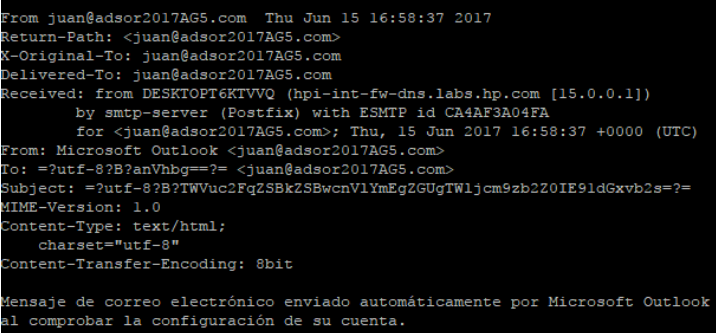 From juan@adsor2017AG5.com  Thu Jun 15 16:58:37 2017
Return-Path: <juan@adsor2017AG5.com>
X-Original-To: juan@adsor2017AG5.com
Delivered-To: juan@adsor2017AG5.com
Received: from DESKTOPT6KTVVQ (hpi-int-fw-dns.labs.hp.com [15.0.0.1])
        by smtp-server (Postfix) with ESMTP id CA4AF3A04FA
        for <juan@adsor2017AG5.com>; Thu, 15 Jun 2017 16:58:37 +0000 (UTC)
From: Microsoft Outlook <juan@adsor2017AG5.com>
To: =?utf-8?B?anVhbg==?= <juan@adsor2017AG5.com>
Subject: =?utf-8?B?TWVuc2FqZSBkZSBwcnVlYmEgZGUgTWljcm9zb2Z0IE91dGxvb2s=?=
MIME-Version: 1.0
Content-Type: text/html;
    charset="utf-8"
Content-Transfer-Encoding: 8bit

Mensaje de correo electrónico enviado automáticamente por Microsoft Outlook
al comprobar la configuración de su cuenta.